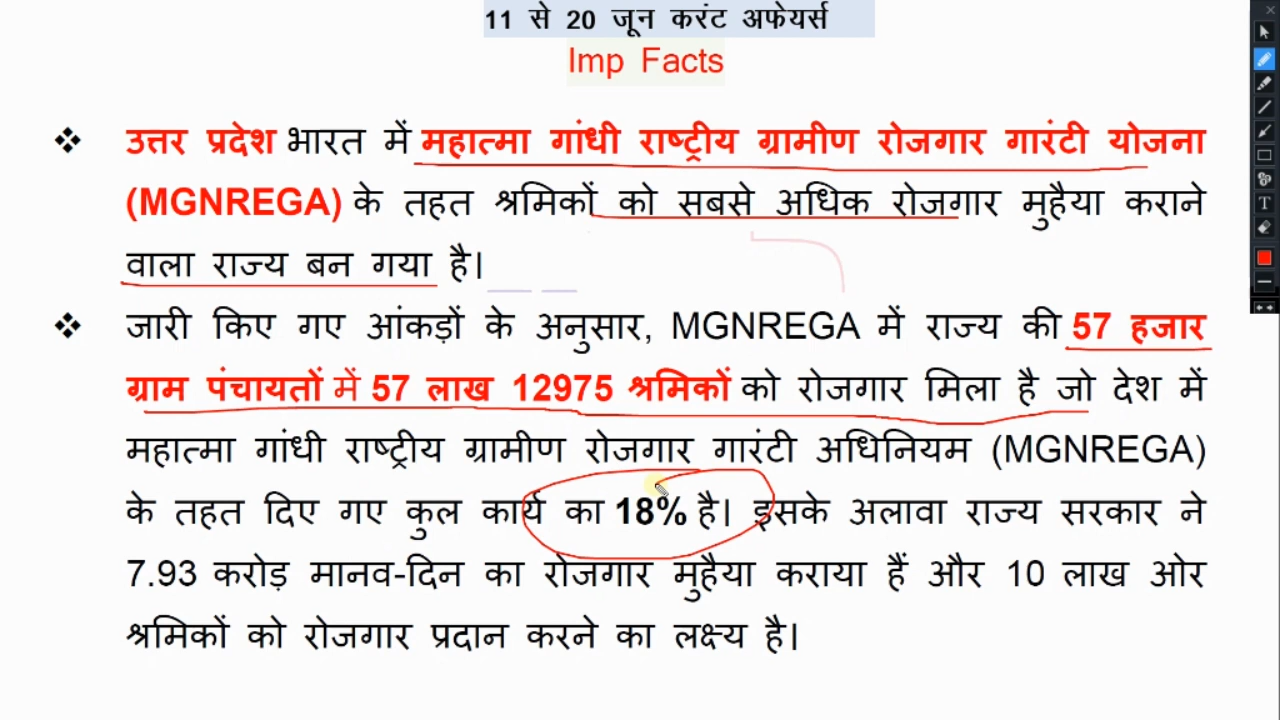 11 से 20 जून करंट अफेयर्स
Imp Facts
❖ उत्तर प्रदेश भारत में महात्मा गांधी राष्ट्रीय ग्रामीण रोजगार गारंटी योजना
(MGNREGA) के तहत श्रमिकों को सबसे अधिक रोजगार मुहैया कराने
वाला राज्य बन गया है।
❖ जारी किए गए आंकड़ों के अनुसार, MGNREGA में राज्य की 57 हजार
ग्राम पंचायतों में 57 लाख 12975 श्रमिकों को रोजगार मिला है जो देश में
महात्मा गांधी राष्ट्रीय ग्रामीण रोजगार गारंटी अधिनियम (MGNREGA)
के तहत दिए गए कुल कार्य का 18% है। इसके अलावा राज्य सरकार ने
7.93 करोड़ मानव-दिन का रोजगार मुहैया कराया हैं और 10 लाख ओर
श्रमिकों को रोजगार प्रदान करने का लक्ष्य है।